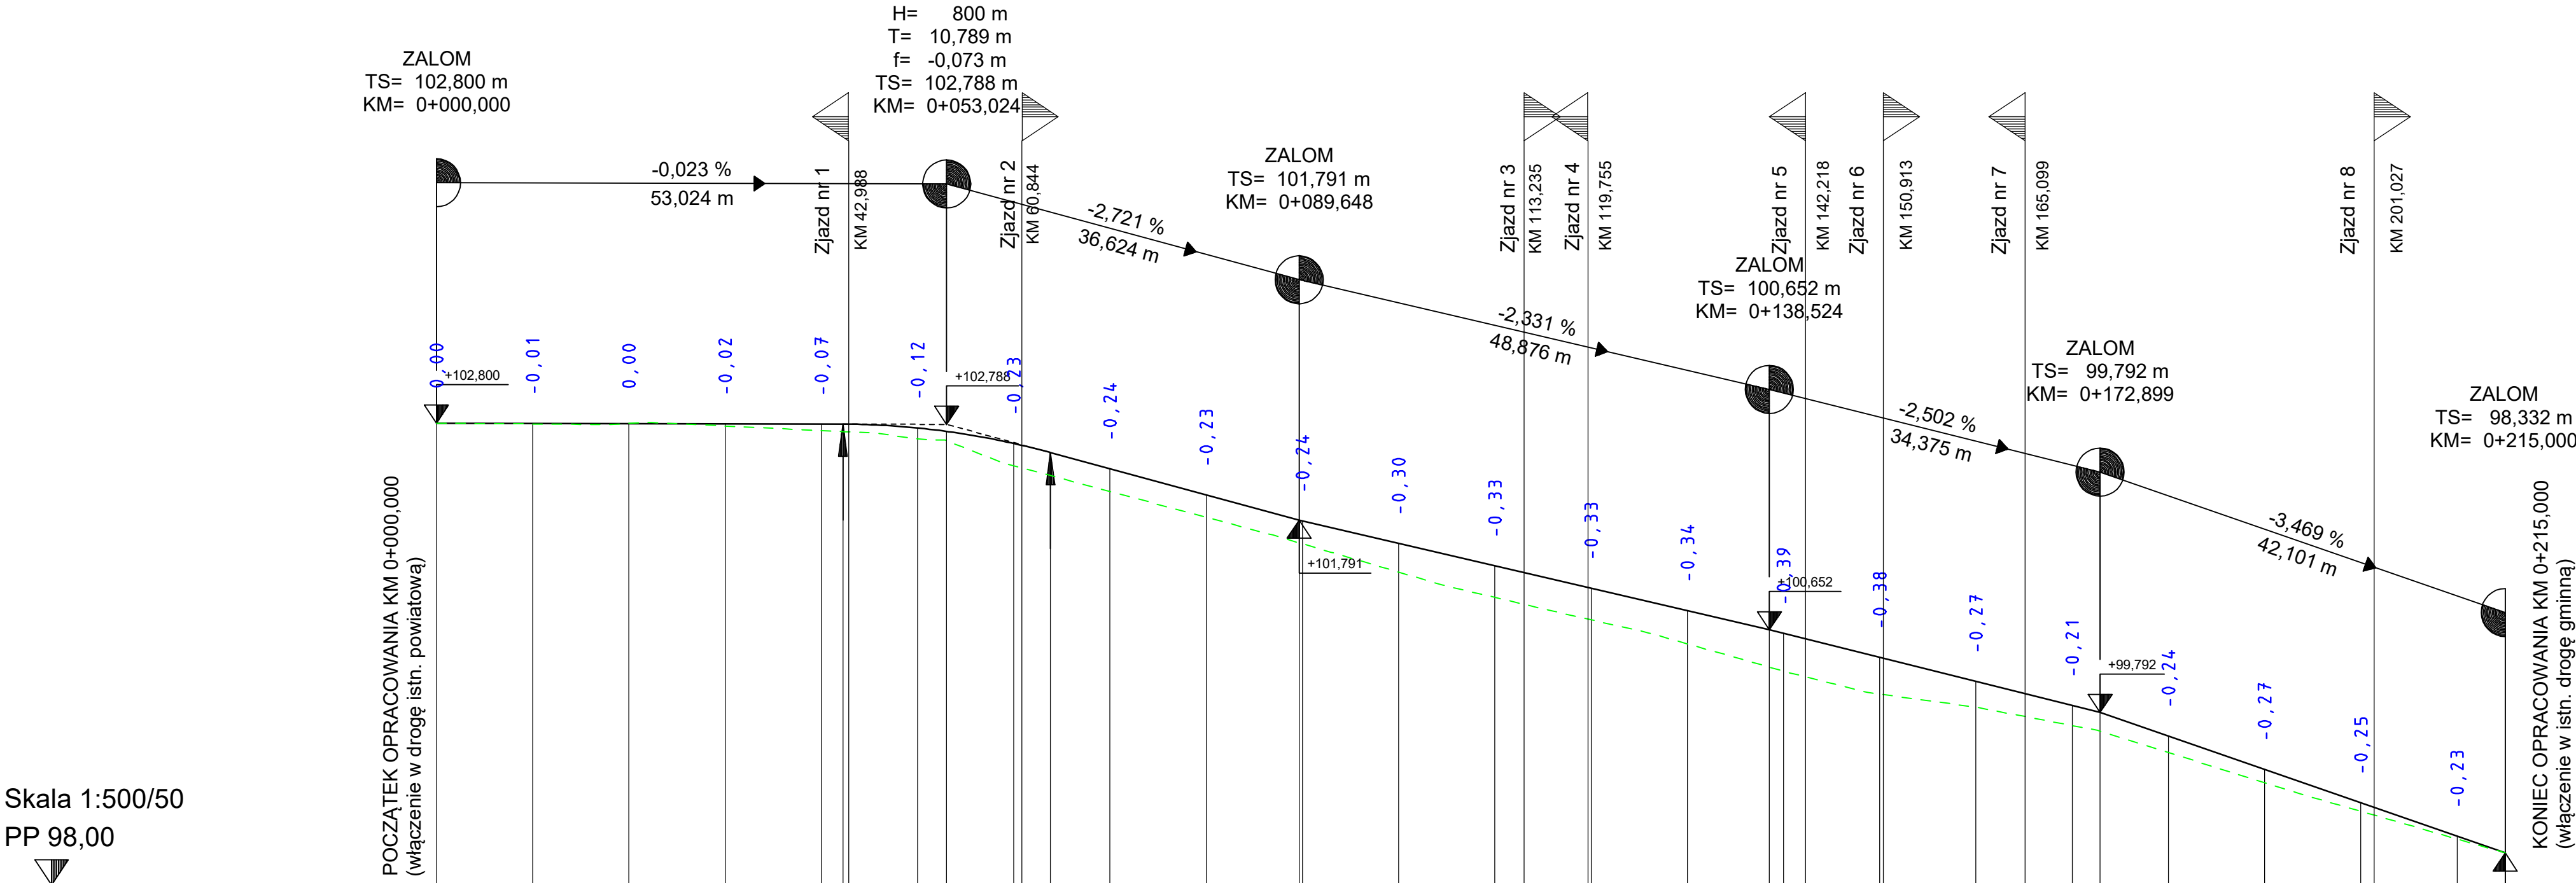 H= 800 m
T= 10,789 m
f= -0,073 m
TS= 102,788 m
KM= 0+053,024
ZALOM
TS= 102,800 m
KM= 0+000,000
-0,023 %
53,024 m
Zjazd nr 1
KM 42,988
Zjazd nr 2
KM 60,844
-2,721 %
36,624 m
ZALOM
TS= 101,791 m
KM= 0+089,648
Zjazd nr 3
KM 113,235
Zjazd nr 4
KM 119,755
-2,331 %
48,876 m
Zjazd nr 5
KM 142,218
ZALOM
TS= 100,652 m
KM= 0+138,524
Zjazd nr 6
KM 150,913
Zjazd nr 7
KM 165,099
-2,502 %
34,375 m
ZALOM
TS= 99,792 m
KM= 0+172,899
Zjazd nr 8
KM 201,027
-3,469 %
42,101 m
ZALOM
TS= 98,332 m
KM= 0+215,000
0,00
-0,01
0,00
-0,02
-0,07
-0,12
-0,23
-0,24
-0,23
-0,24
-0,30
-0,33
-0,33
-0,34
-0,39
-0,38
-0,27
-0,21
-0,24
-0,27
-0,25
-0,23
+102,800
+102,788
+101,791
+100,652
+99,792
POCZĄTEK OPRACOWANIA KM 0+000,000
(włączenie w drogę istn. powiatową)
KONIEC OPRACOWANIA KM 0+215,000
(włączenie w istn. drogę gminną)
Skala 1:500/50
PP 98,00